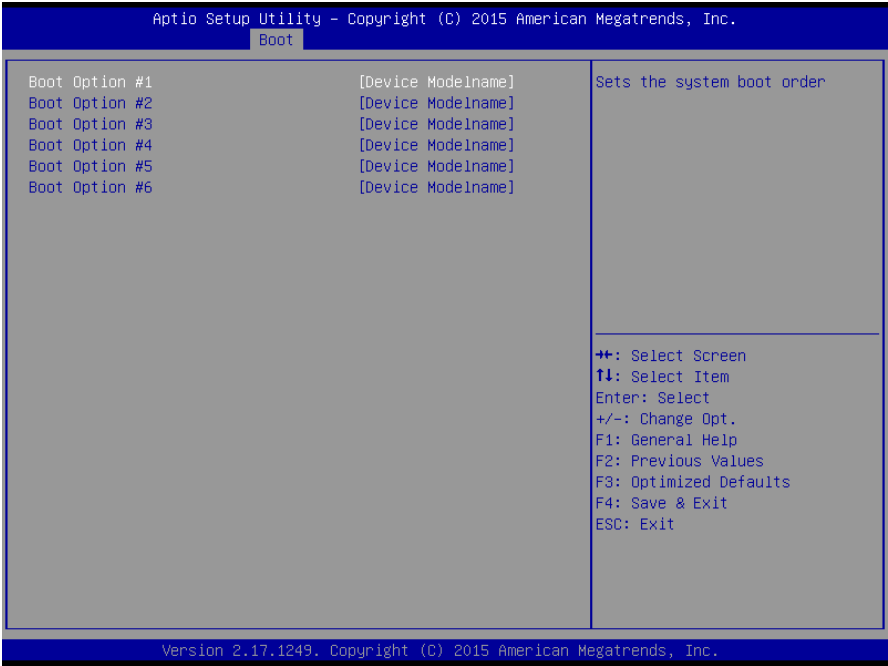 Aptio Setup Utility – Copyright (C) 2015 American Megatrends, Inc.
Boot
Boot Option #1 [Device Modelname]
Boot Option #2 [Device Modelname]
Boot Option #3 [Device Modelname]
Boot Option #4 [Device Modelname]
Boot Option #5 [Device Modelname]
Boot Option #6 [Device Modelname]
Sets the system boot order
→←: Select Screen
↑↓: Select Item
Enter: Select
+/-: Change Opt.
F1: General Help
F2: Previous Values
F3: Optimized Defaults
F4: Save & Exit
ESC: Exit
Version 2.17.1249. Copyright (C) 2015 American Megatrends, Inc.